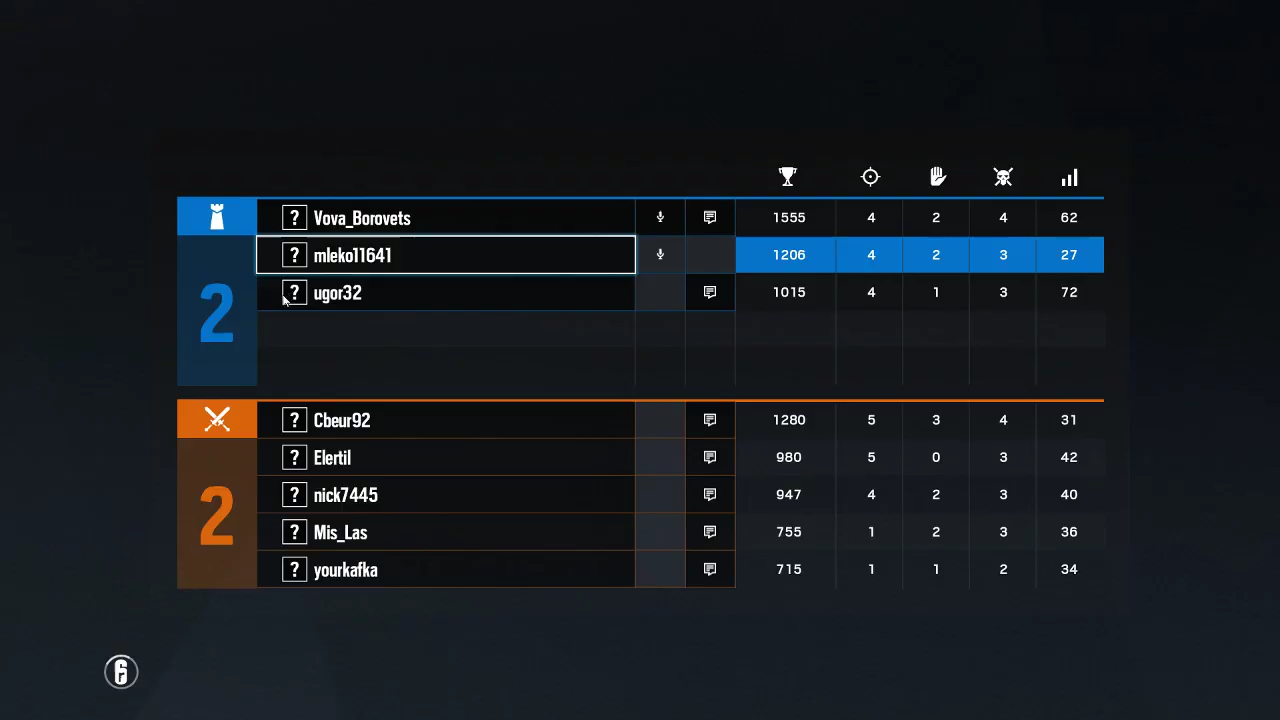 ? Vova_Borovets 1555 4 2 4 62
? mleko11641 1206 4 2 3 27
? ugor32 1015 4 1 3 72
2
? Cbeur92 1280 5 3 4 31
? Elertil 980 5 0 3 42
? nick7445 947 4 2 3 40
2
? Mis_Las 755 1 2 3 36
? yourkafka 715 1 1 2 34
6